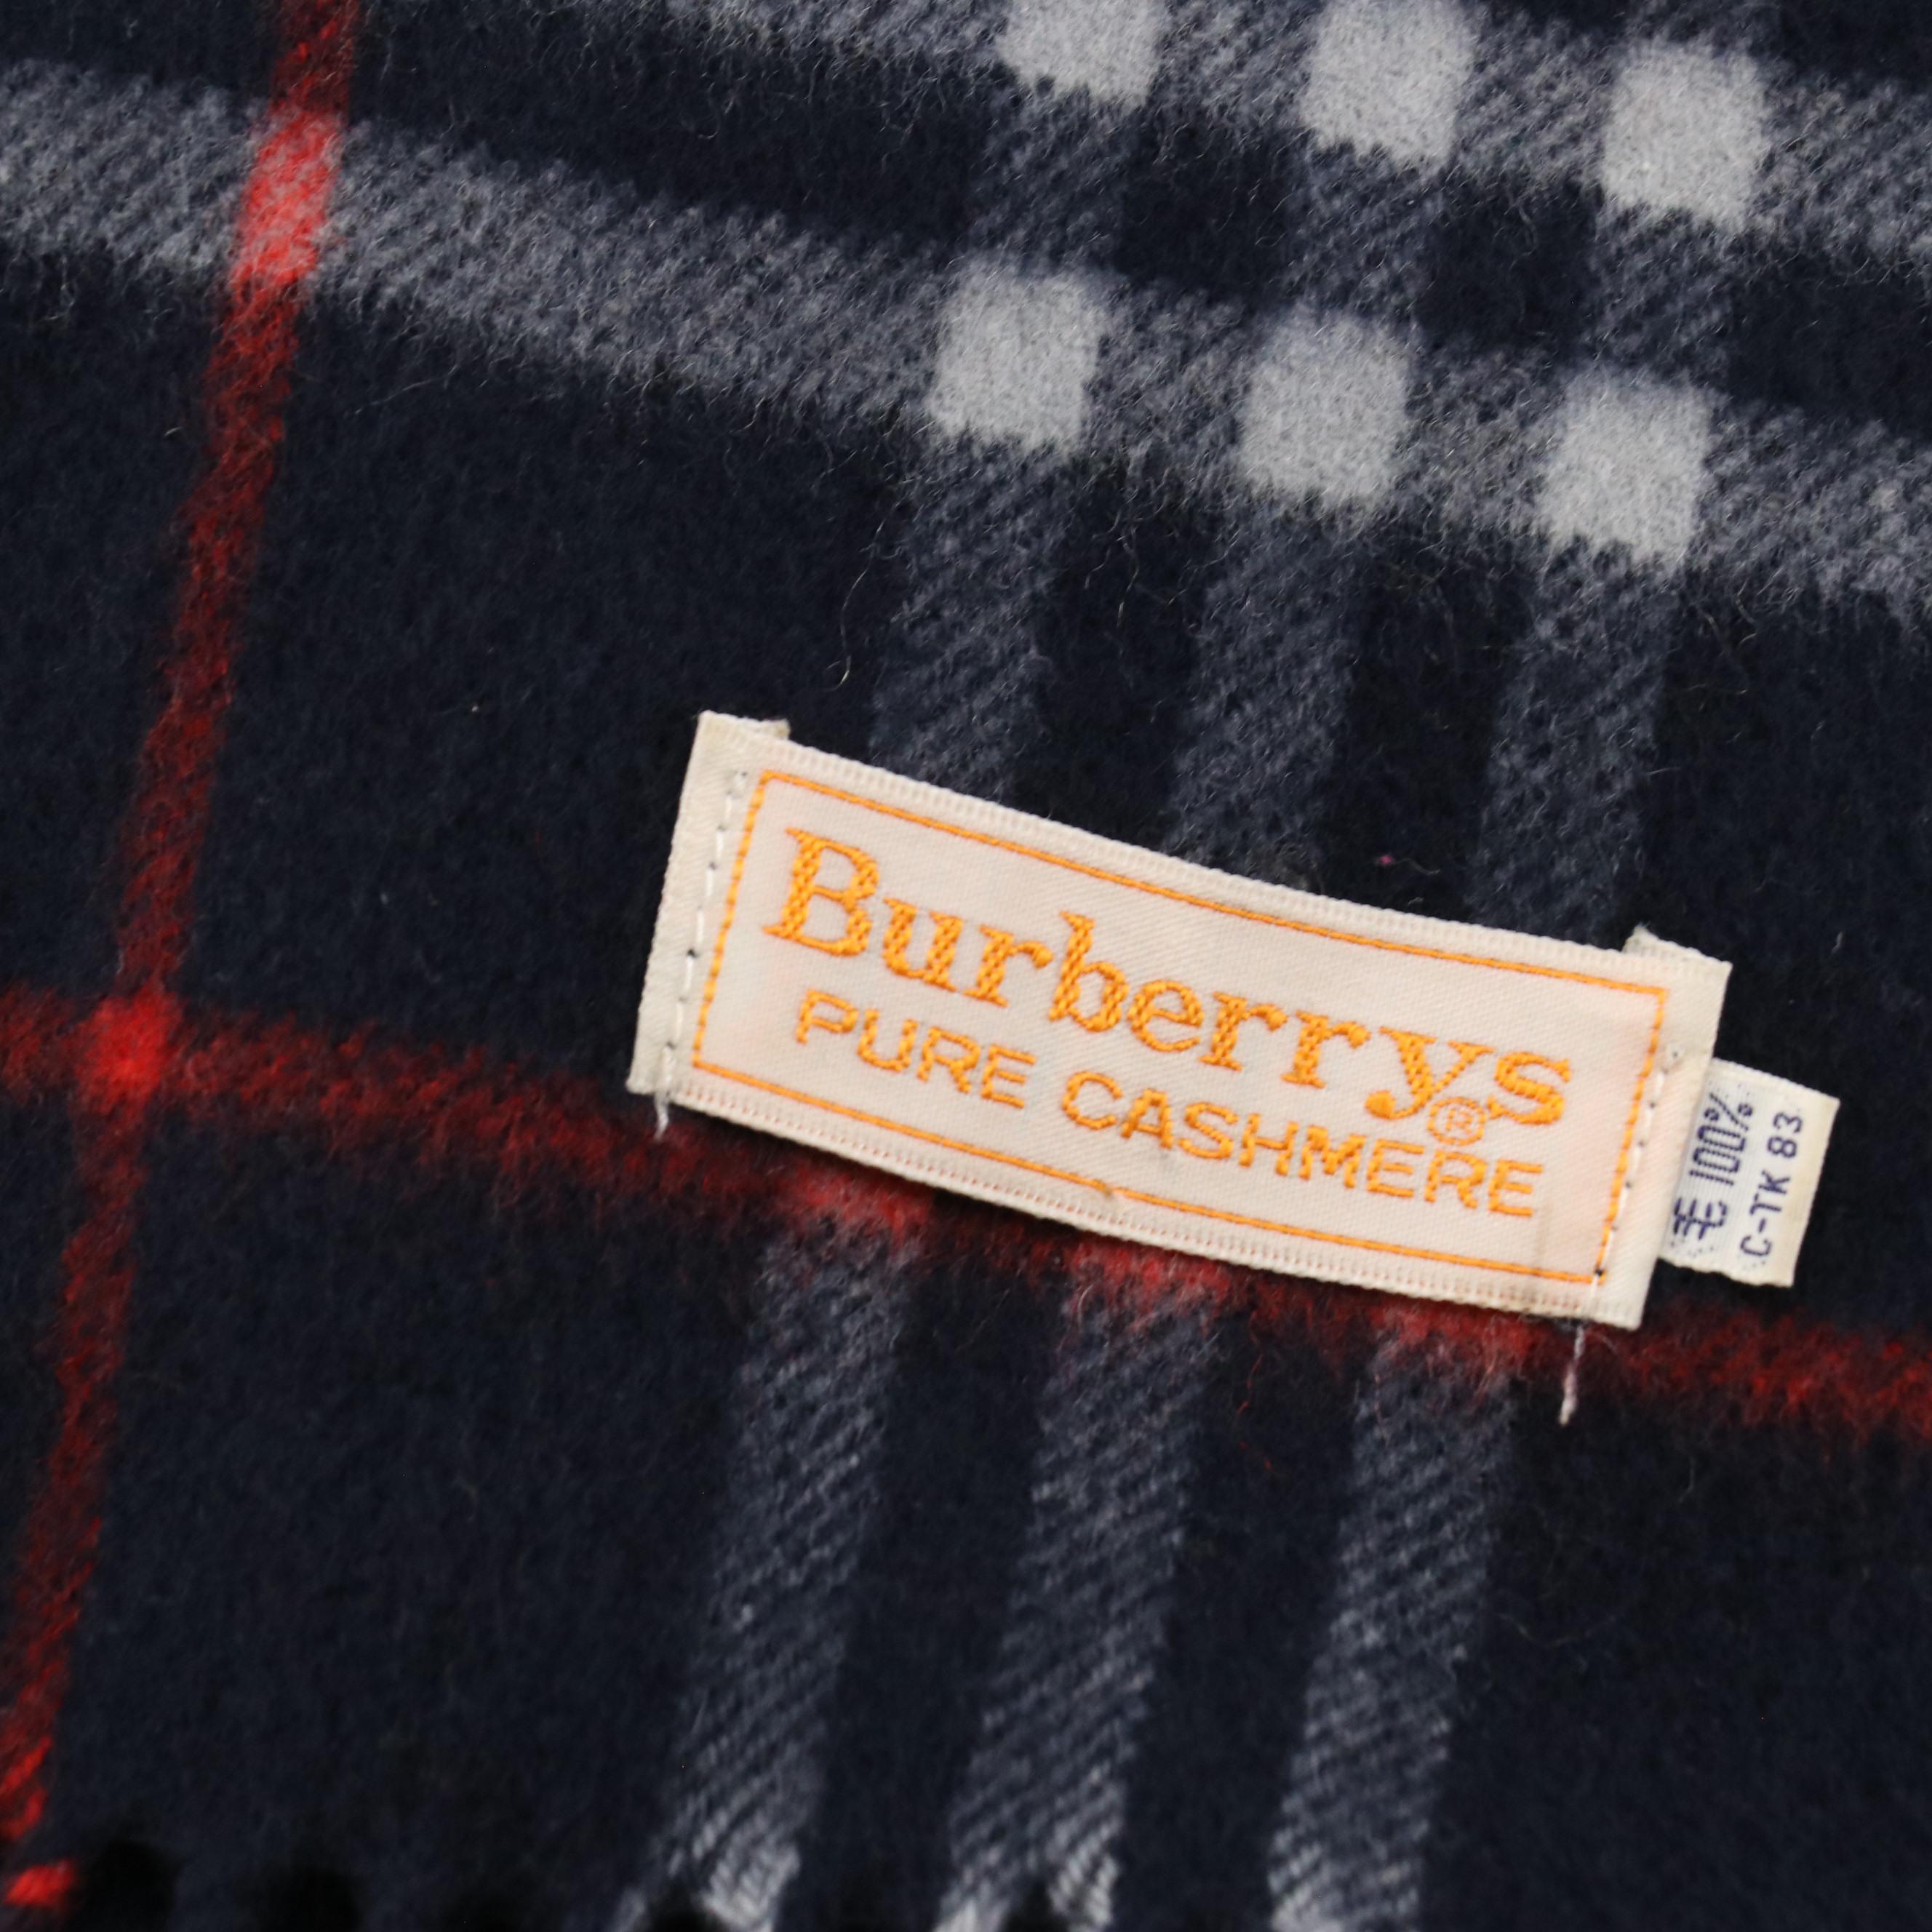 Burberrys
®
PURE CASHMERE
毛 100%
C-TK 83